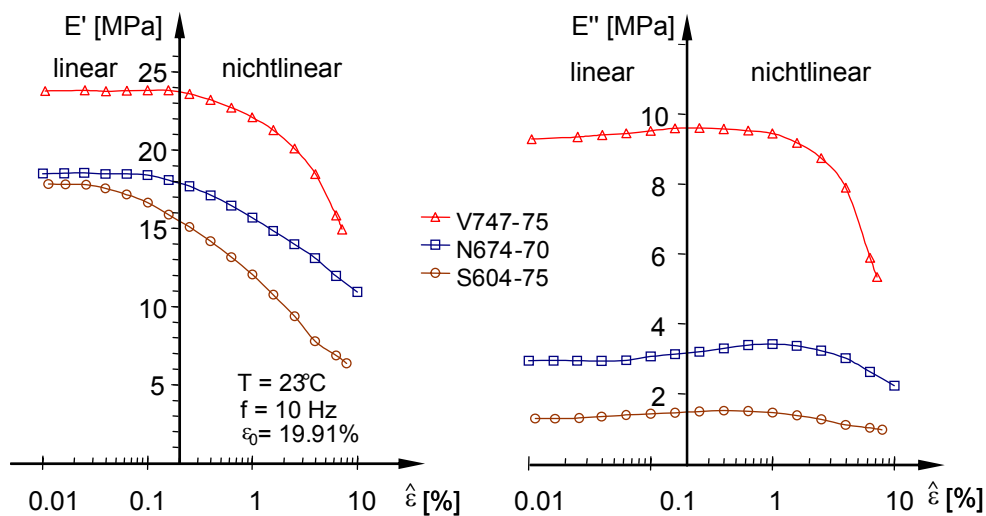 E' [MPa]
linear
nichtlinear
25
20
15
10
5
T = 23°C
f = 10 Hz
ε₀= 19.91%
0.01
0.1
1
10
ε̂ [%]
V747-75
N674-70
S604-75
E'' [MPa]
linear
nichtlinear
10
8
6
4
2
0.01
0.1
1
10
ε̂ [%]